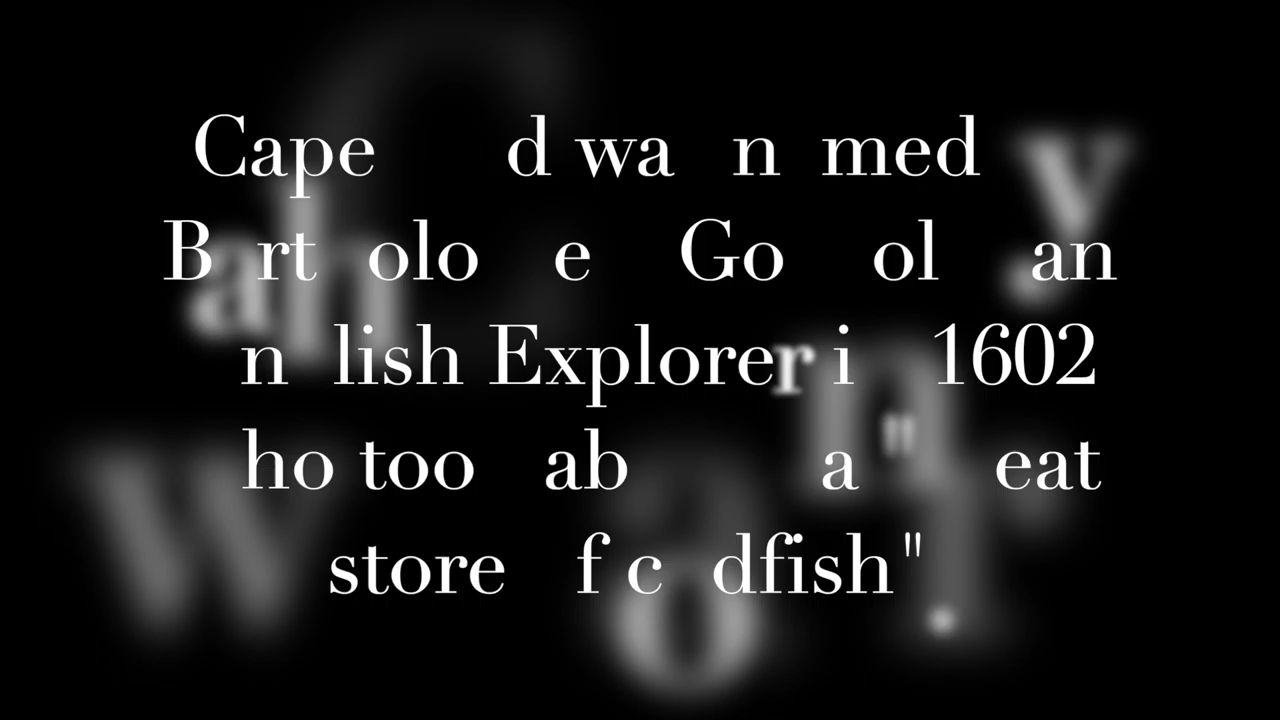 Cape d wa n med y
B rt olo e Go ol an
n lish Explorer i 1602
ho too ab a " eat
store f c dfish"